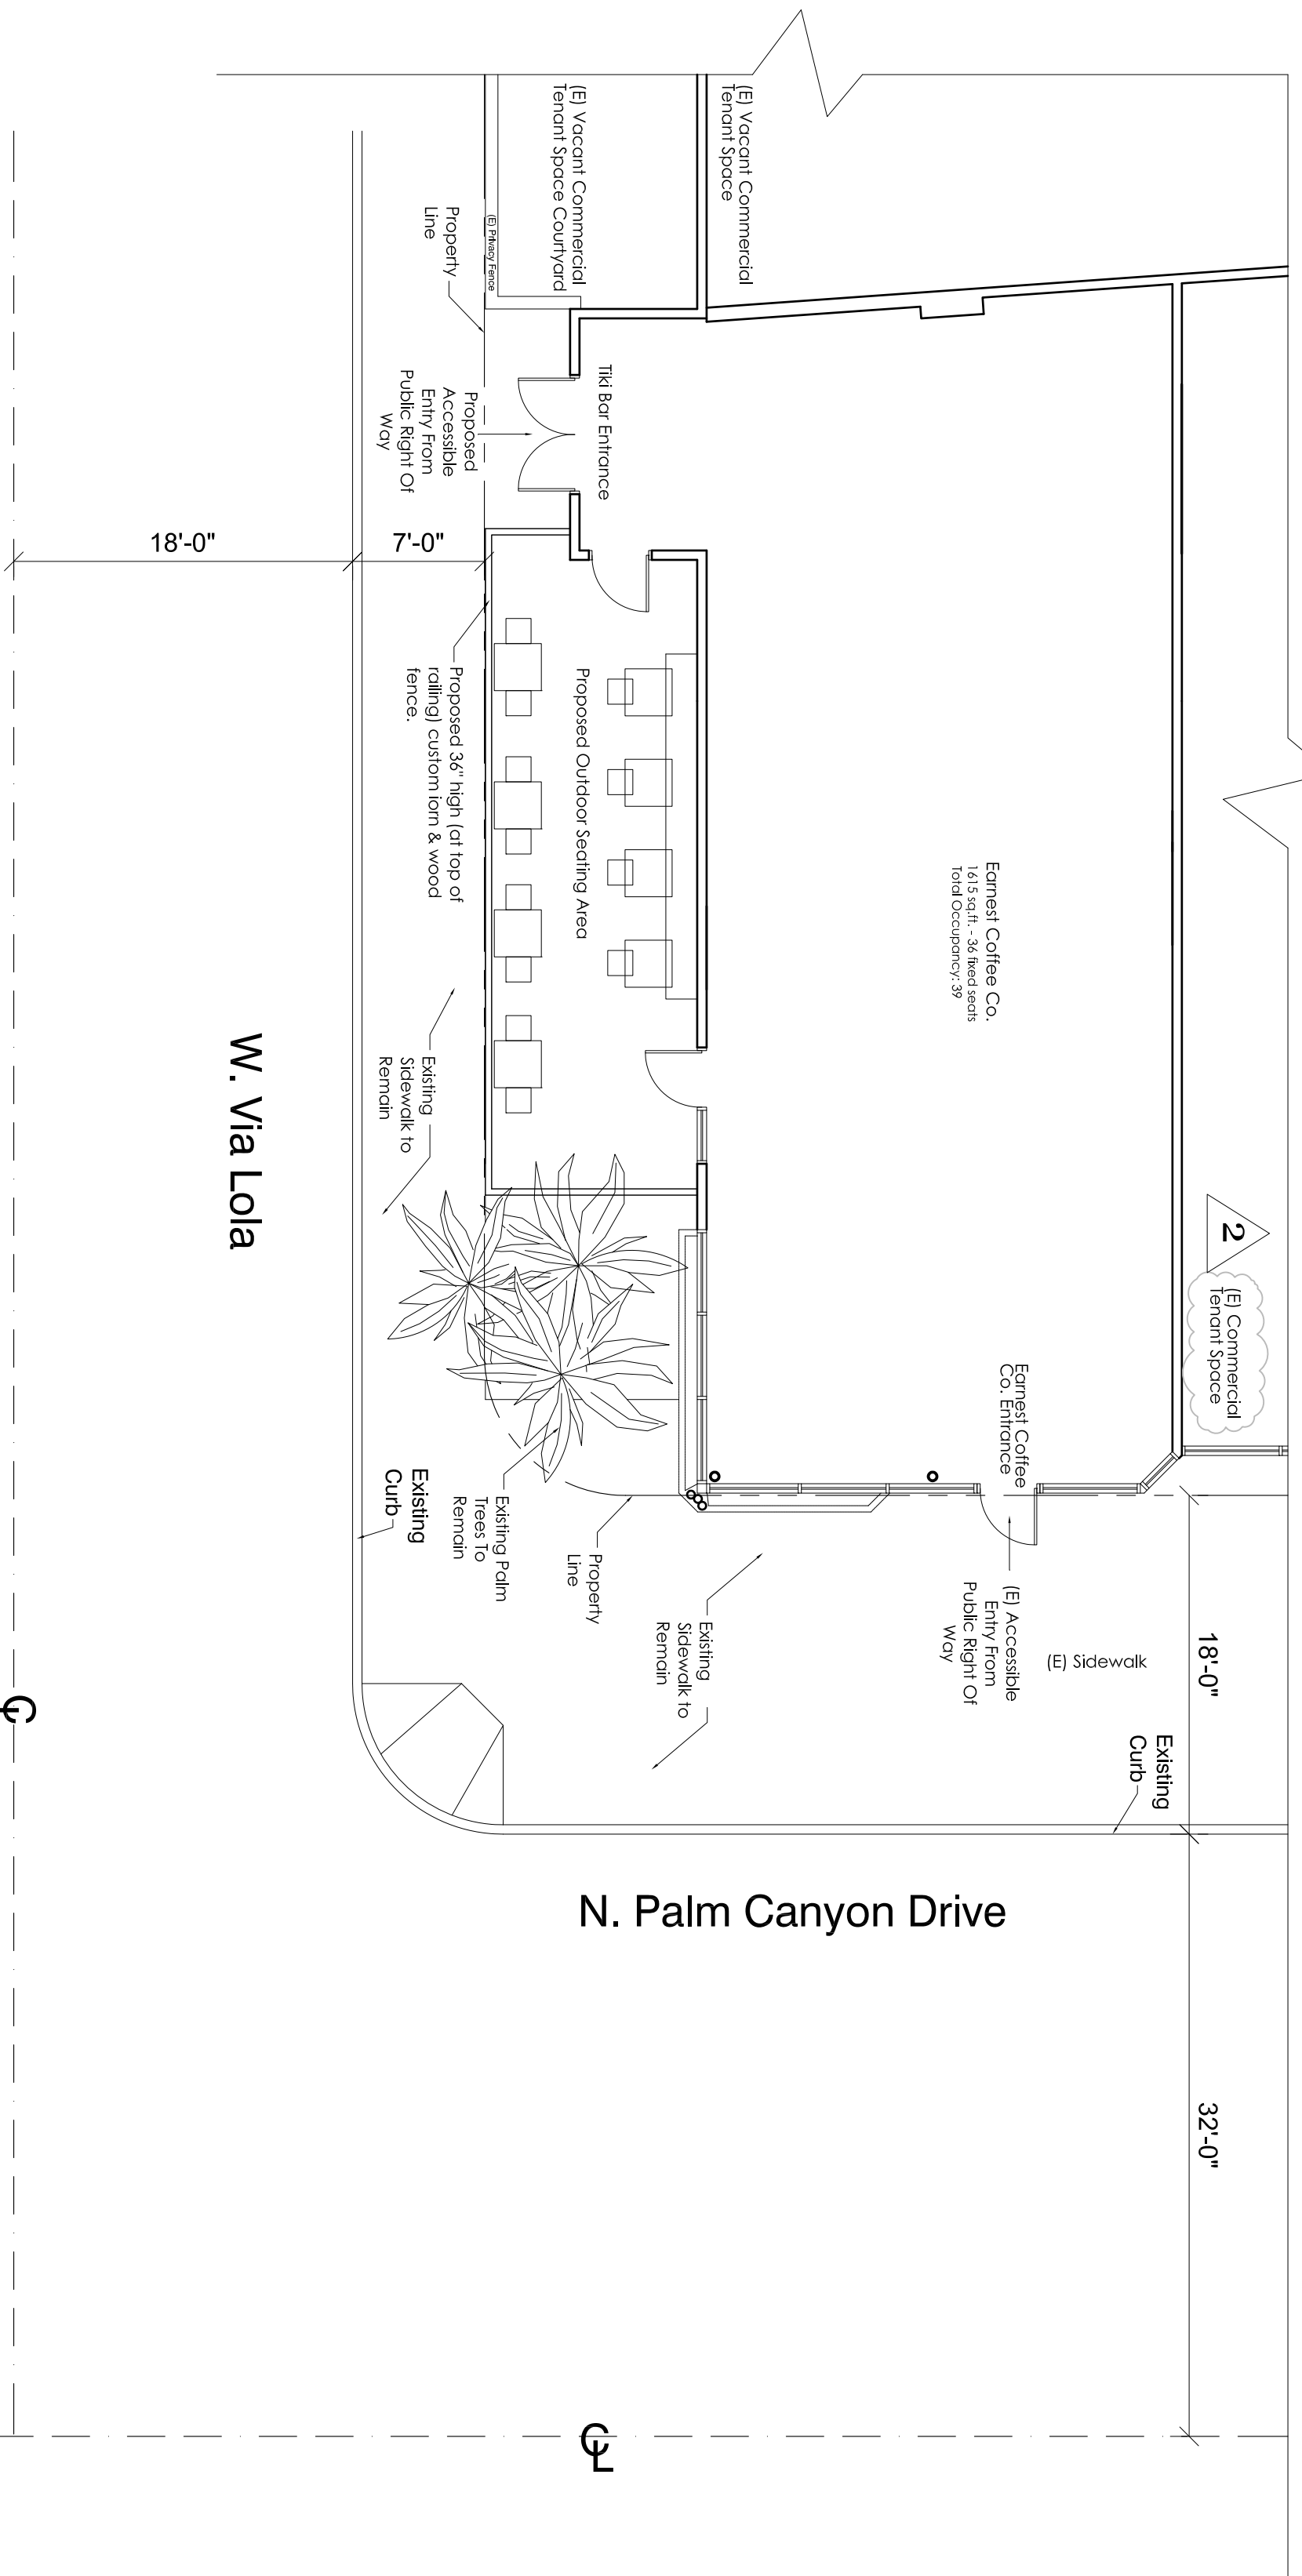 (E) Vacant Commercial
Tenant Space
(E) Vacant Commercial
Tenant Space Courtyard
(E) Privacy Fence
Property
Line
Tiki Bar Entrance
Proposed
Accessible
Entry From
Public Right Of
Way
18'-0"
7'-0"
Proposed 36" high (at top of
railing) custom iorn & wood
fence.
Proposed Outdoor Seating Area
Earnest Coffee Co.
1615 sq.ft. - 36 fixed seats
Total Occupancy: 39
Existing
Sidewalk to
Remain
W. Via Lola
2
(E) Commercial
Tenant Space
Earnest Coffee
Co. Entrance
Existing
Curb
Existing Palm
Trees To
Remain
Property
Line
Existing
Sidewalk to
Remain
(E) Accessible
Entry From
Public Right Of
Way
(E) Sidewalk
18'-0"
Existing
Curb
N. Palm Canyon Drive
32'-0"
CL
CL